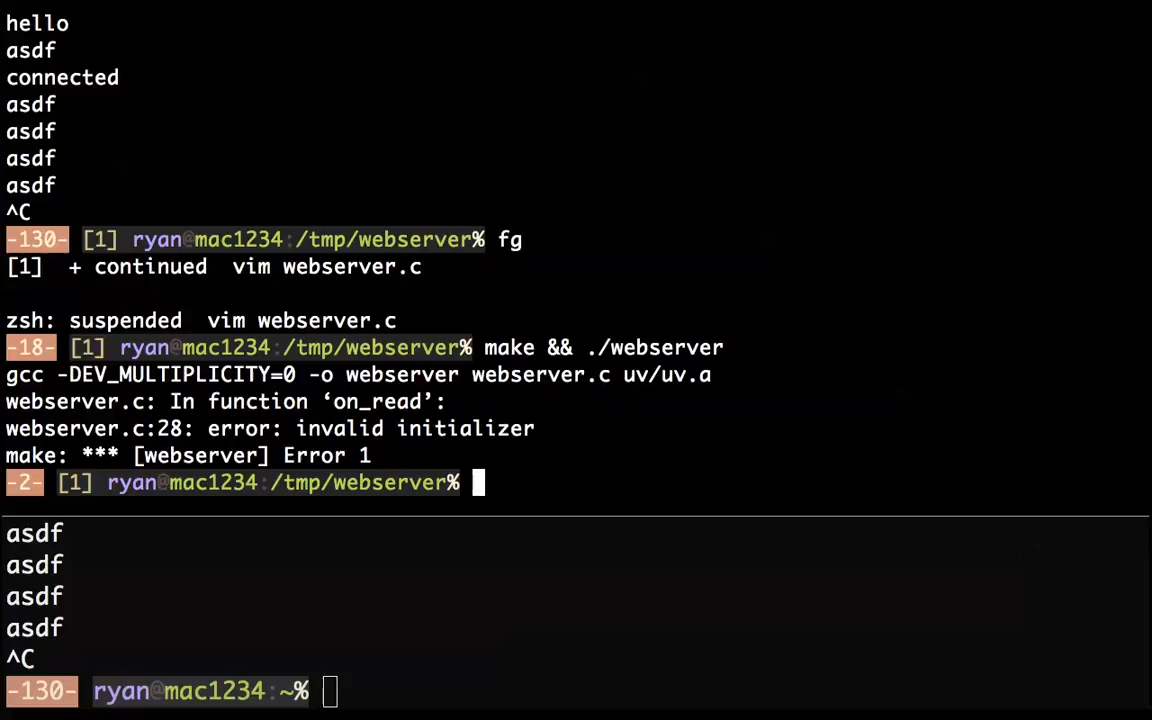 hello
asdf
connected
asdf
asdf
asdf
asdf
^C
-130- [1] ryan@mac1234:/tmp/webserver% fg
[1]  + continued  vim webserver.c
zsh: suspended  vim webserver.c
-18- [1] ryan@mac1234:/tmp/webserver% make && ./webserver
gcc -DEV_MULTIPLICITY=0 -o webserver webserver.c uv/uv.a
webserver.c: In function ‘on_read’:
webserver.c:28: error: invalid initializer
make: *** [webserver] Error 1
-2- [1] ryan@mac1234:/tmp/webserver%
asdf
asdf
asdf
asdf
^C
-130- ryan@mac1234:~%